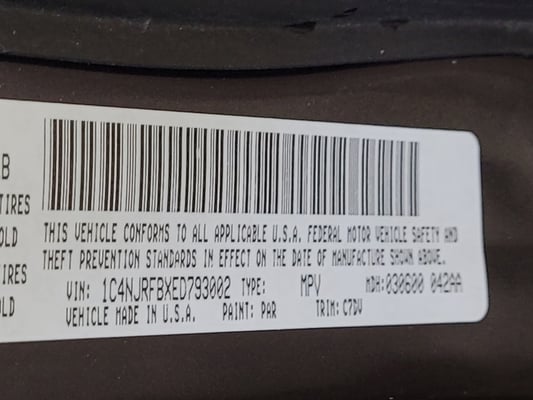 LB
TIRES
THIS VEHICLE CONFORMS TO ALL APPLICABLE U.S.A. FEDERAL MOTOR VEHICLE SAFETY AND
THEFT PREVENTION STANDARDS IN EFFECT ON THE DATE OF MANUFACTURE SHOWN ABOVE.
VIN: 1C4NJRFBXED793002 TYPE: MPV MDH:030600 042AA
VEHICLE MADE IN U.S.A. PAINT: PAR TRIM: C7DV
OLD
TIRES
OLD